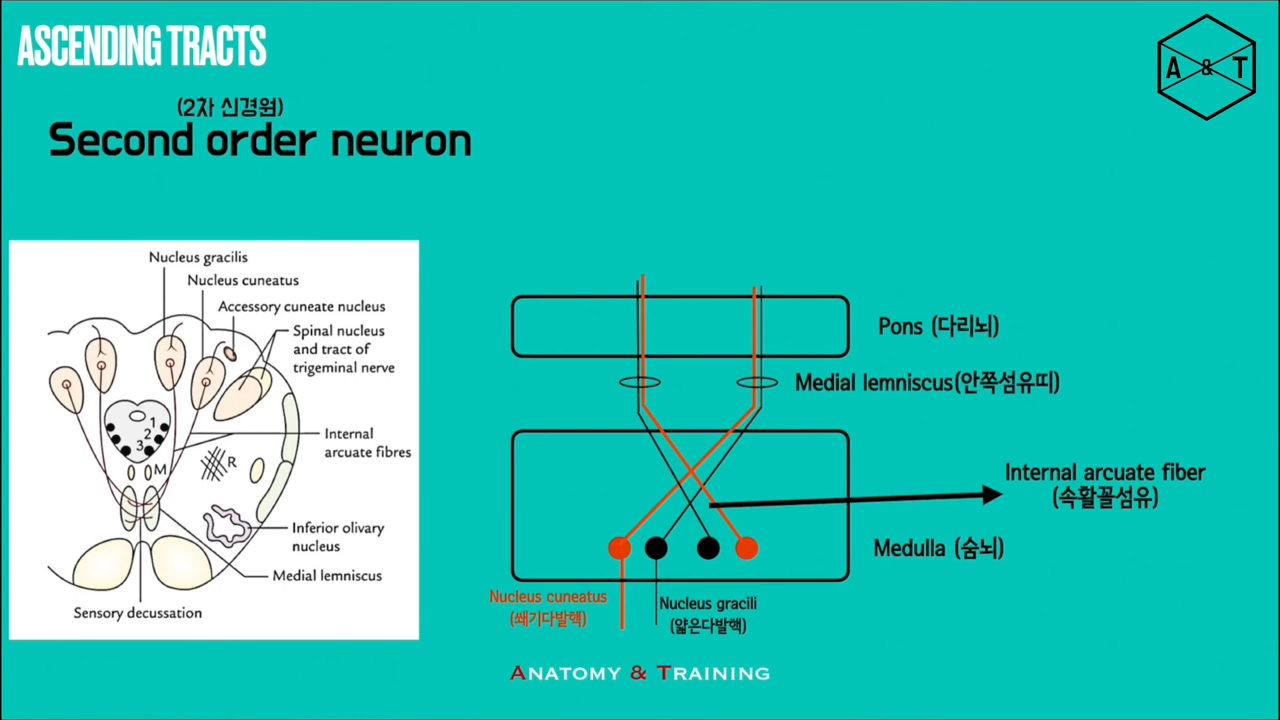 ASCENDING TRACTS
A & T
(2차 신경원)
Second order neuron
Nucleus gracilis
Nucleus cuneatus
Accessory cuneate nucleus
Spinal nucleus
and tract of
trigeminal nerve
1
2
3
M
R
Internal
arcuate fibres
Inferior olivary
nucleus
Medial lemniscus
Sensory decussation
Pons (다리뇌)
Medial lemniscus(안쪽섬유띠)
Internal arcuate fiber
(속활꼴섬유)
Medulla (숨뇌)
Nucleus cuneatus
(쐐기다발핵)
Nucleus gracili
(얇은다발핵)
ANATOMY & TRAINING